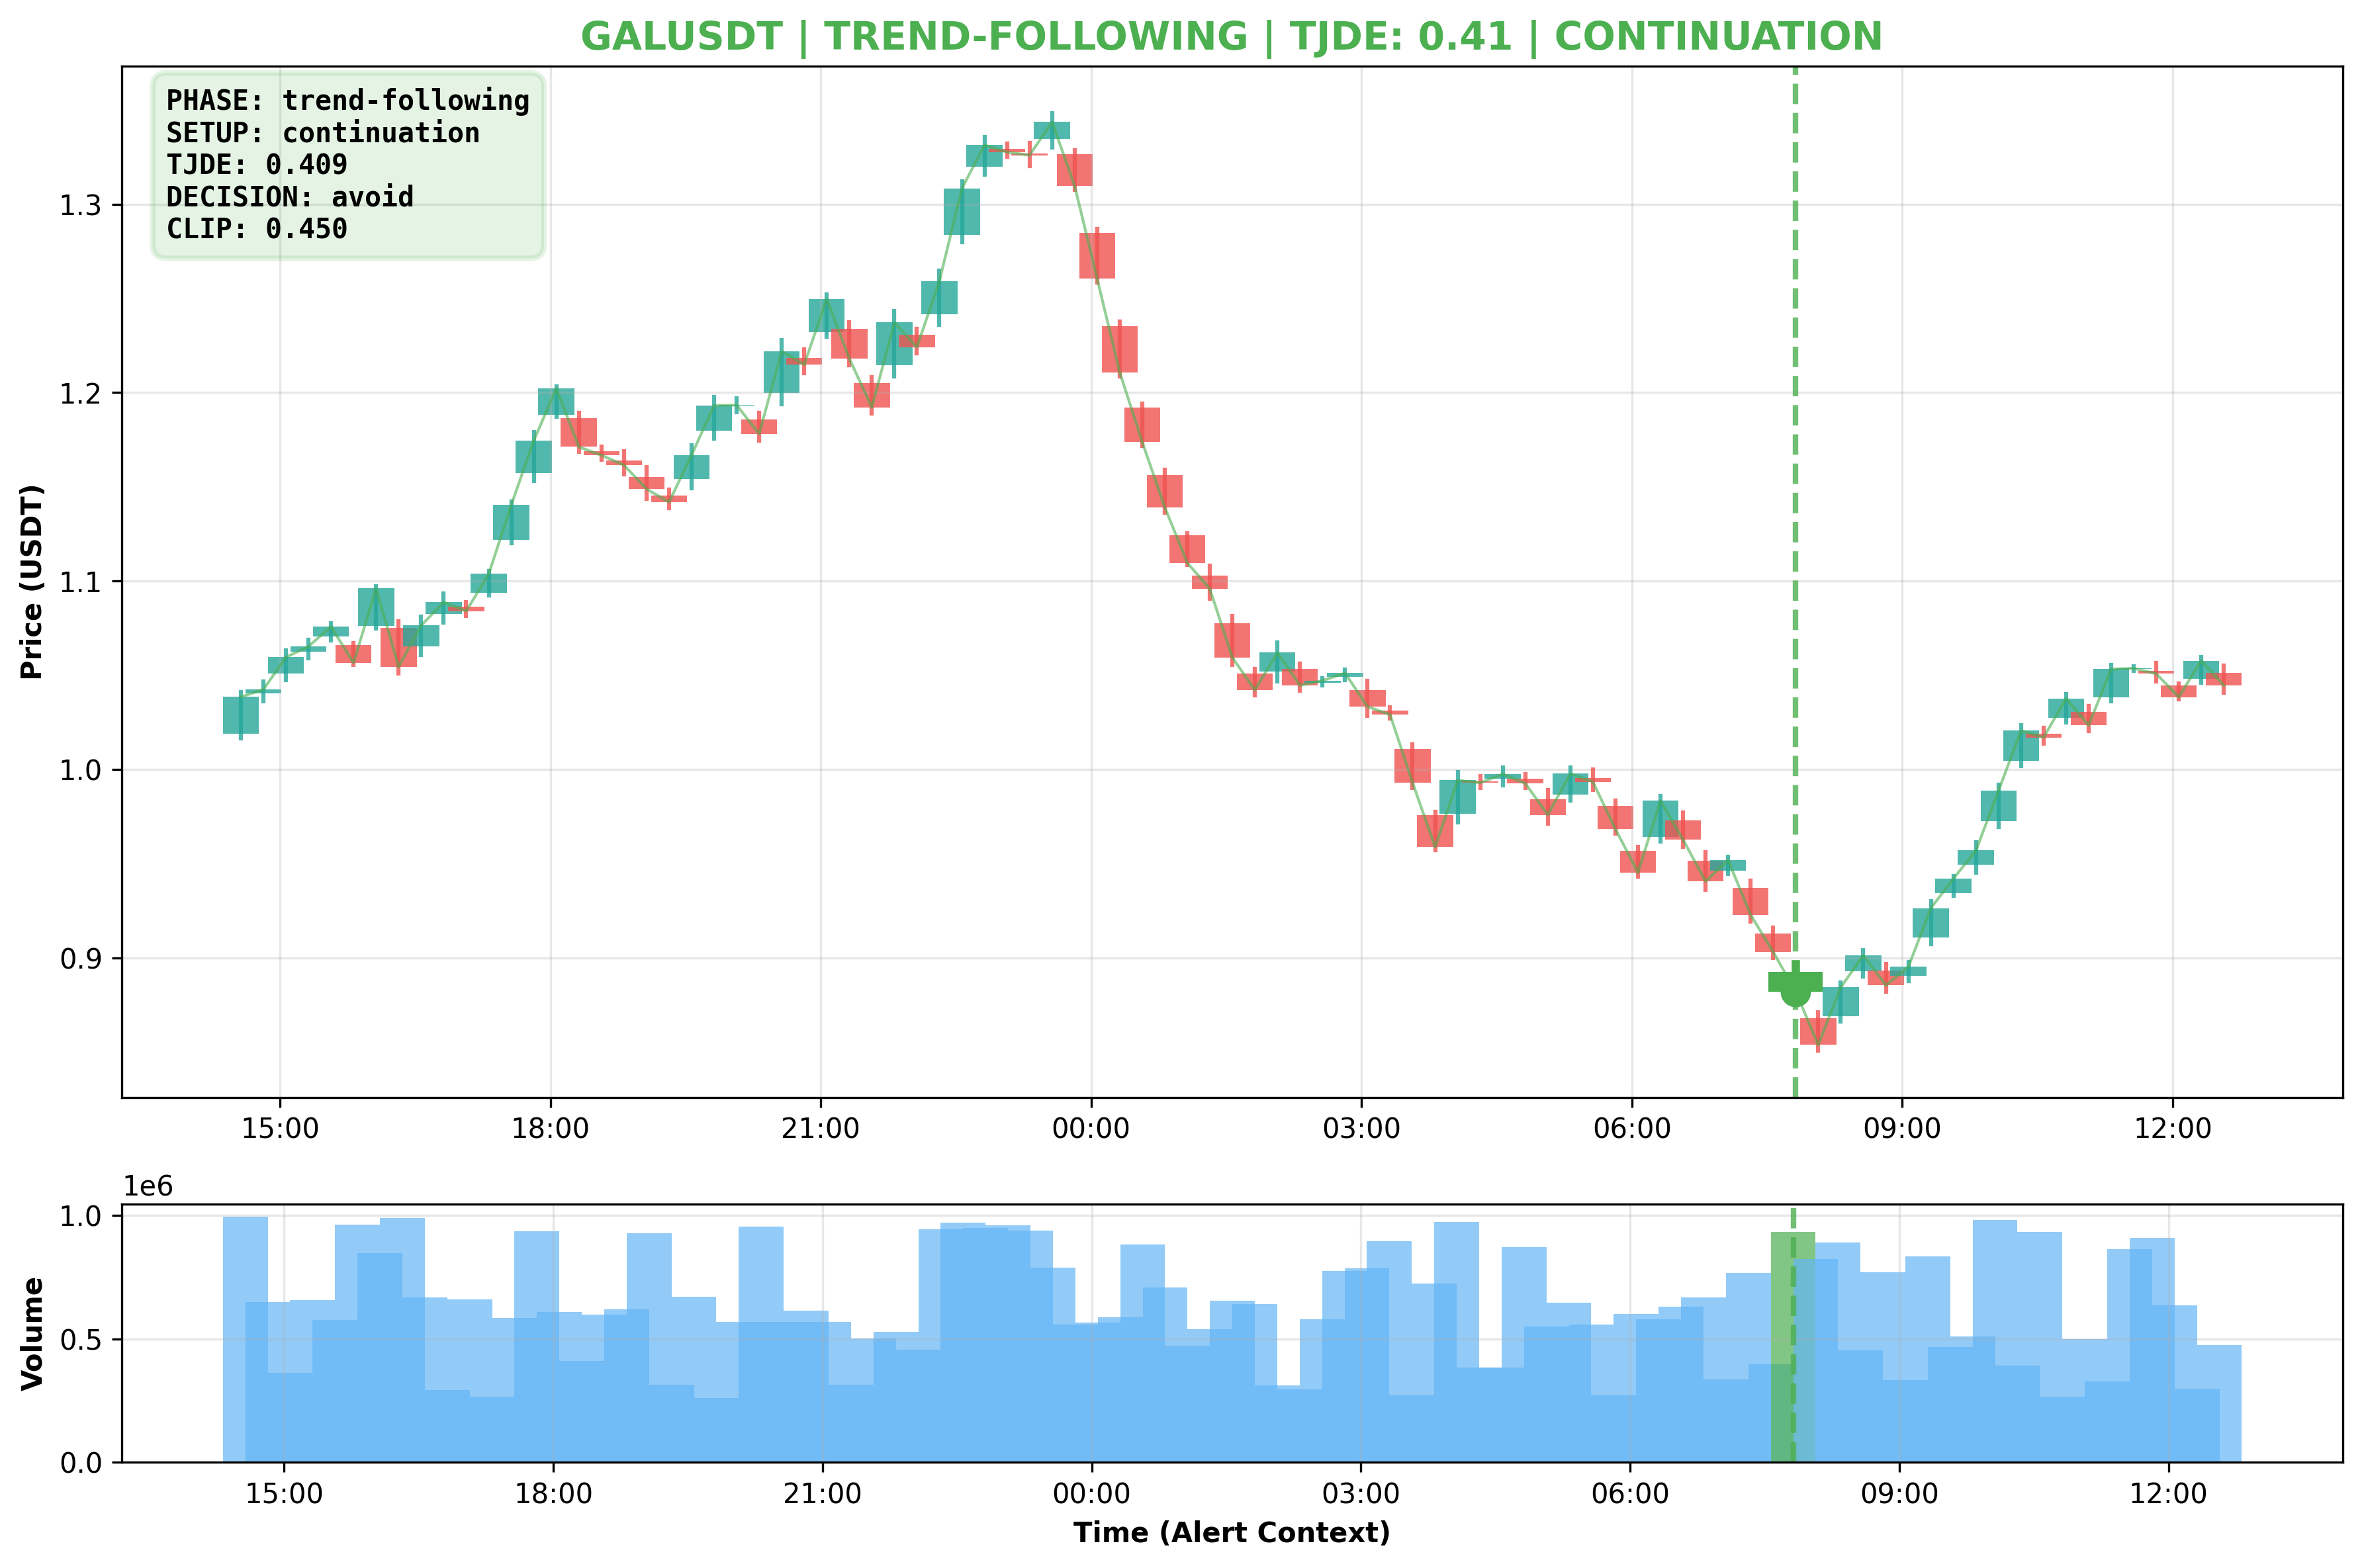 GALUSDT | TREND-FOLLOWING | TJDE: 0.41 | CONTINUATION
PHASE: trend-following
SETUP: continuation
TJDE: 0.409
DECISION: avoid
CLIP: 0.450
Price (USDT)
1.3
1.2
1.1
1.0
0.9
15:00 18:00 21:00 00:00 03:00 06:00 09:00 12:00
1e6
Volume
1.0
0.5
0.0
15:00 18:00 21:00 00:00 03:00 06:00 09:00 12:00
Time (Alert Context)